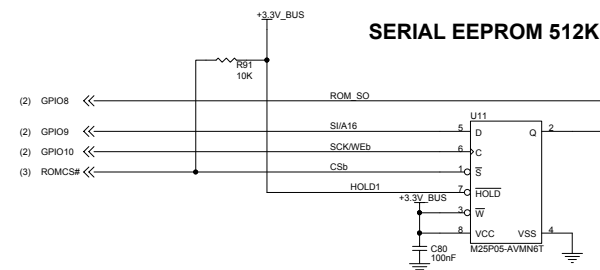 +3.3V_BUS
SERIAL EEPROM 512K
R91
10K
(2) GPIO8 ROM_SO
U11
(2) GPIO9 SI/A16 5 D Q 2
(2) GPIO10 SCK/WEb 6 C
(3) ROMCS# CSb 1 S
HOLD1 7 HOLD
+3.3V_BUS 3 W
8 VCC VSS 4
C80 M25P05-AVMN6T
100nF